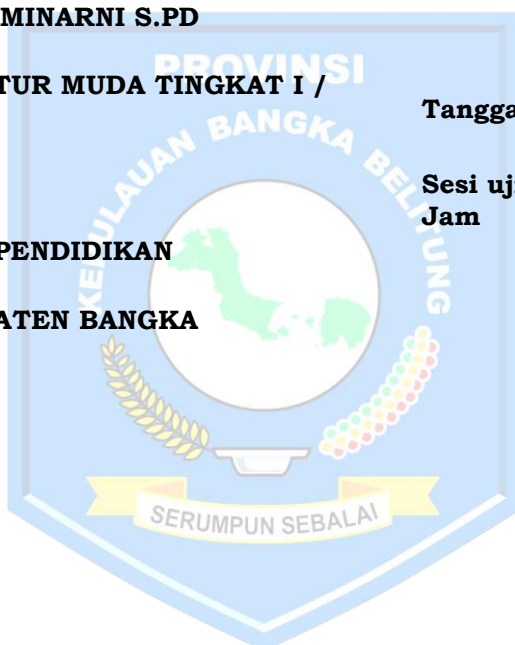 MINARNI S.PD
TUR MUDA TINGKAT I /
PENDIDIKAN
ATEN BANGKA
Tangga
Sesi uj
Jam
PROVINSI
KEPULAUAN BANGKA BELITUNG
SERUMPUN SEBALAI